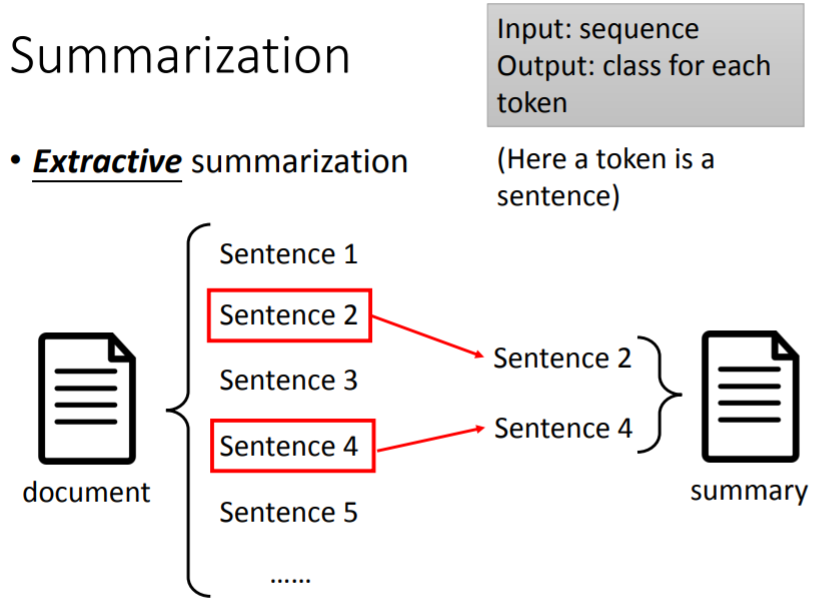 Summarization
Input: sequence
Output: class for each
token
• Extractive summarization
(Here a token is a
sentence)
Sentence 1
Sentence 2
Sentence 3
Sentence 4
Sentence 5
......
document
Sentence 2
Sentence 4
summary